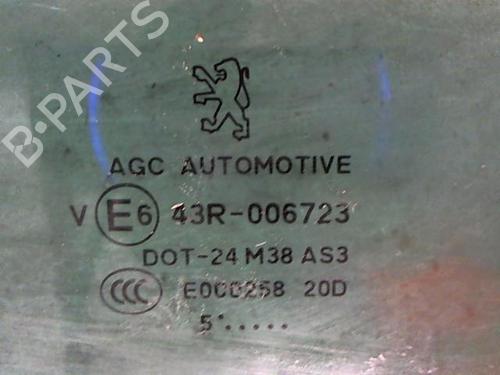 B-PARTS
AGC AUTOMOTIVE
V E6 43R-006723
DOT-24 M38 AS3
CCC E000258 20D
5'.....